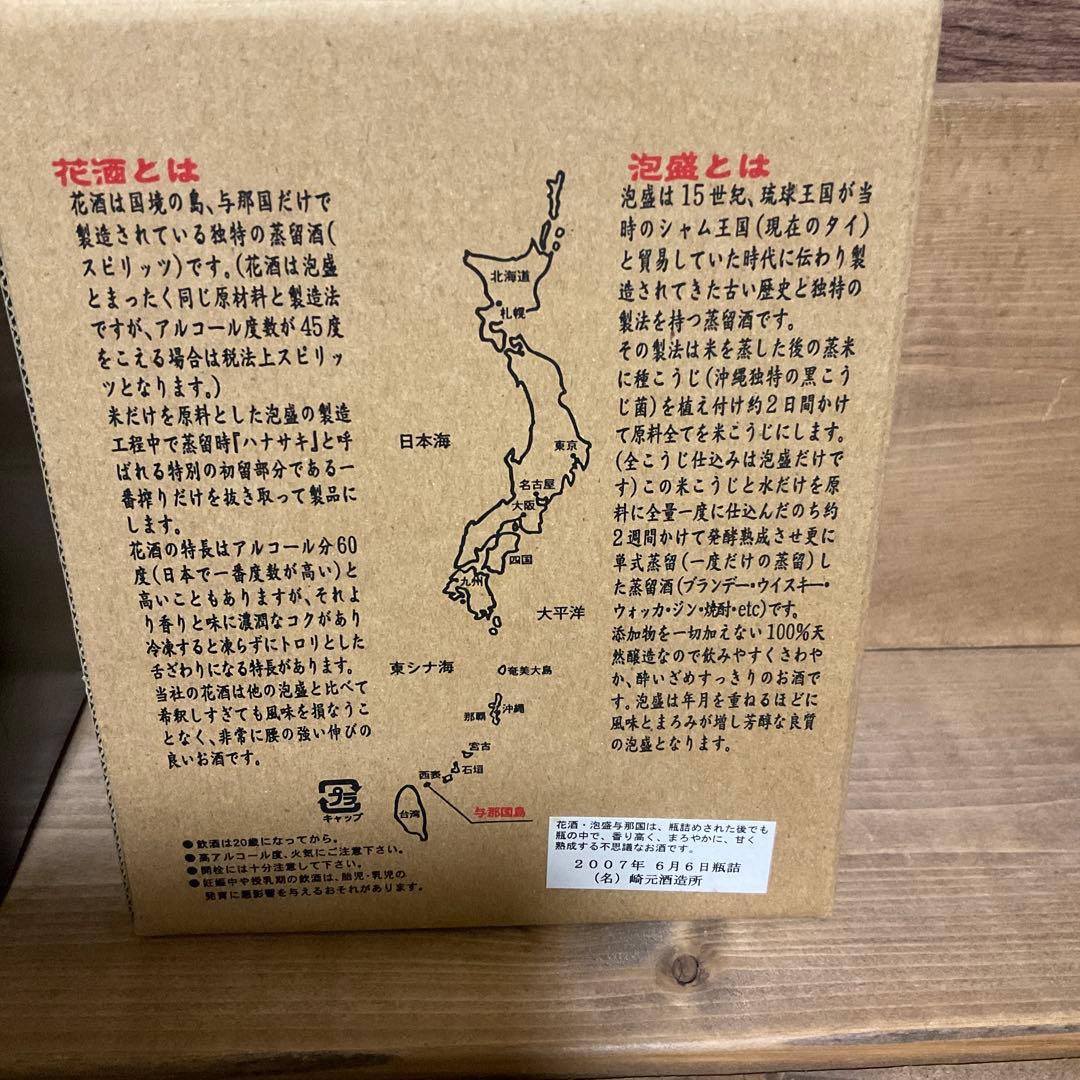 花酒とは
花酒は国境の島、与那国だけで
製造されている独特の蒸留酒(
スピリッツ)です。(花酒は泡盛
とまったく同じ原材料と製造法
ですが、アルコール度数が45度
をこえる場合は税法上スピリッ
ツとなります。)
米だけを原料とした泡盛の製造
工程中で蒸留時『ハナサキ』と呼
ばれる特別の初留部分である一
番搾りだけを抜き取って製品に
します。
花酒の特長はアルコール分60
度(日本で一番度数が高い)と
高いこともありますが、それよ
り香りと味に濃潤なコクがあり
冷凍すると凍らずにトロリとした
舌ざわりになる特長があります。
当社の花酒は他の泡盛と比べて
希釈しすぎても風味を損なうこ
となく、非常に腰の強い伸びの
良いお酒です。
プラ
キャップ
●飲酒は20歳になってから。
●高アルコール度、火気にご注意下さい。
●開栓には十分注意して下さい。
●妊娠中や授乳期の飲酒は、胎児・乳児の
発育に悪影響を与えるおそれがあります。
北海道
札幌
日本海
東京
名古屋
大阪
四国
九州
大平洋
東シナ海
奄美大島
沖縄
那覇
宮古
石垣
西表
台湾
与那国島
泡盛とは
泡盛は15世紀、琉球王国が当
時のシャム王国(現在のタイ)
と貿易していた時代に伝わり製
造されてきた古い歴史と独特の
製法を持つ蒸留酒です。
その製法は米を蒸した後の蒸米
に種こうじ(沖縄独特の黒こう
じ菌)を植え付け約2日間かけ
て原料全てを米こうじにします。
(全こうじ仕込みは泡盛だけで
す)この米こうじと水だけを原
料に全量一度に仕込んだのち約
2週間かけて発酵熟成させ更に
単式蒸留(一度だけの蒸留)し
た蒸留酒(ブランデー・ウイスキー・
ウォッカ・ジン・焼酎・etc)です。
添加物を一切加えない100%天
然醸造なので飲みやすくさわや
か、酔いざめすっきりのお酒で
す。泡盛は年月を重ねるほどに
風味とまろみが増し芳醇な良質
の泡盛となります。
花酒・泡盛与那国は、瓶詰めされた後でも
瓶の中で、香り高く、まろやかに、甘く
熟成する不思議なお酒です。
2007年 6月6日瓶詰
(名)崎元酒造所